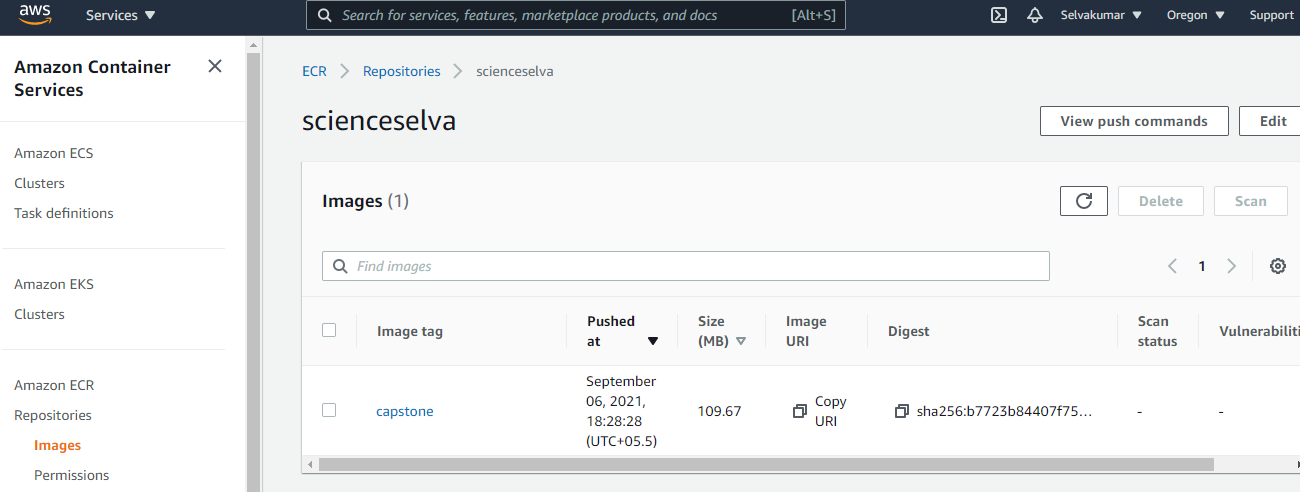 aws
Services
Search for services, features, marketplace products, and docs
[Alt+S]
Selvakumar
Oregon
Support
Amazon Container
Services
Amazon ECS
Clusters
Task definitions
Amazon EKS
Clusters
Amazon ECR
Repositories
Images
Permissions
ECR
Repositories
scienceselva
scienceselva
View push commands
Edit
Images (1)
Delete
Scan
Find images
1
Image tag
Pushed
at
Size
(MB)
Image
URI
Digest
Scan
status
Vulnerabiliti
capstone
September
06, 2021,
18:28:28
(UTC+05.5)
109.67
Copy
URI
sha256:b7723b84407f75...
-
-